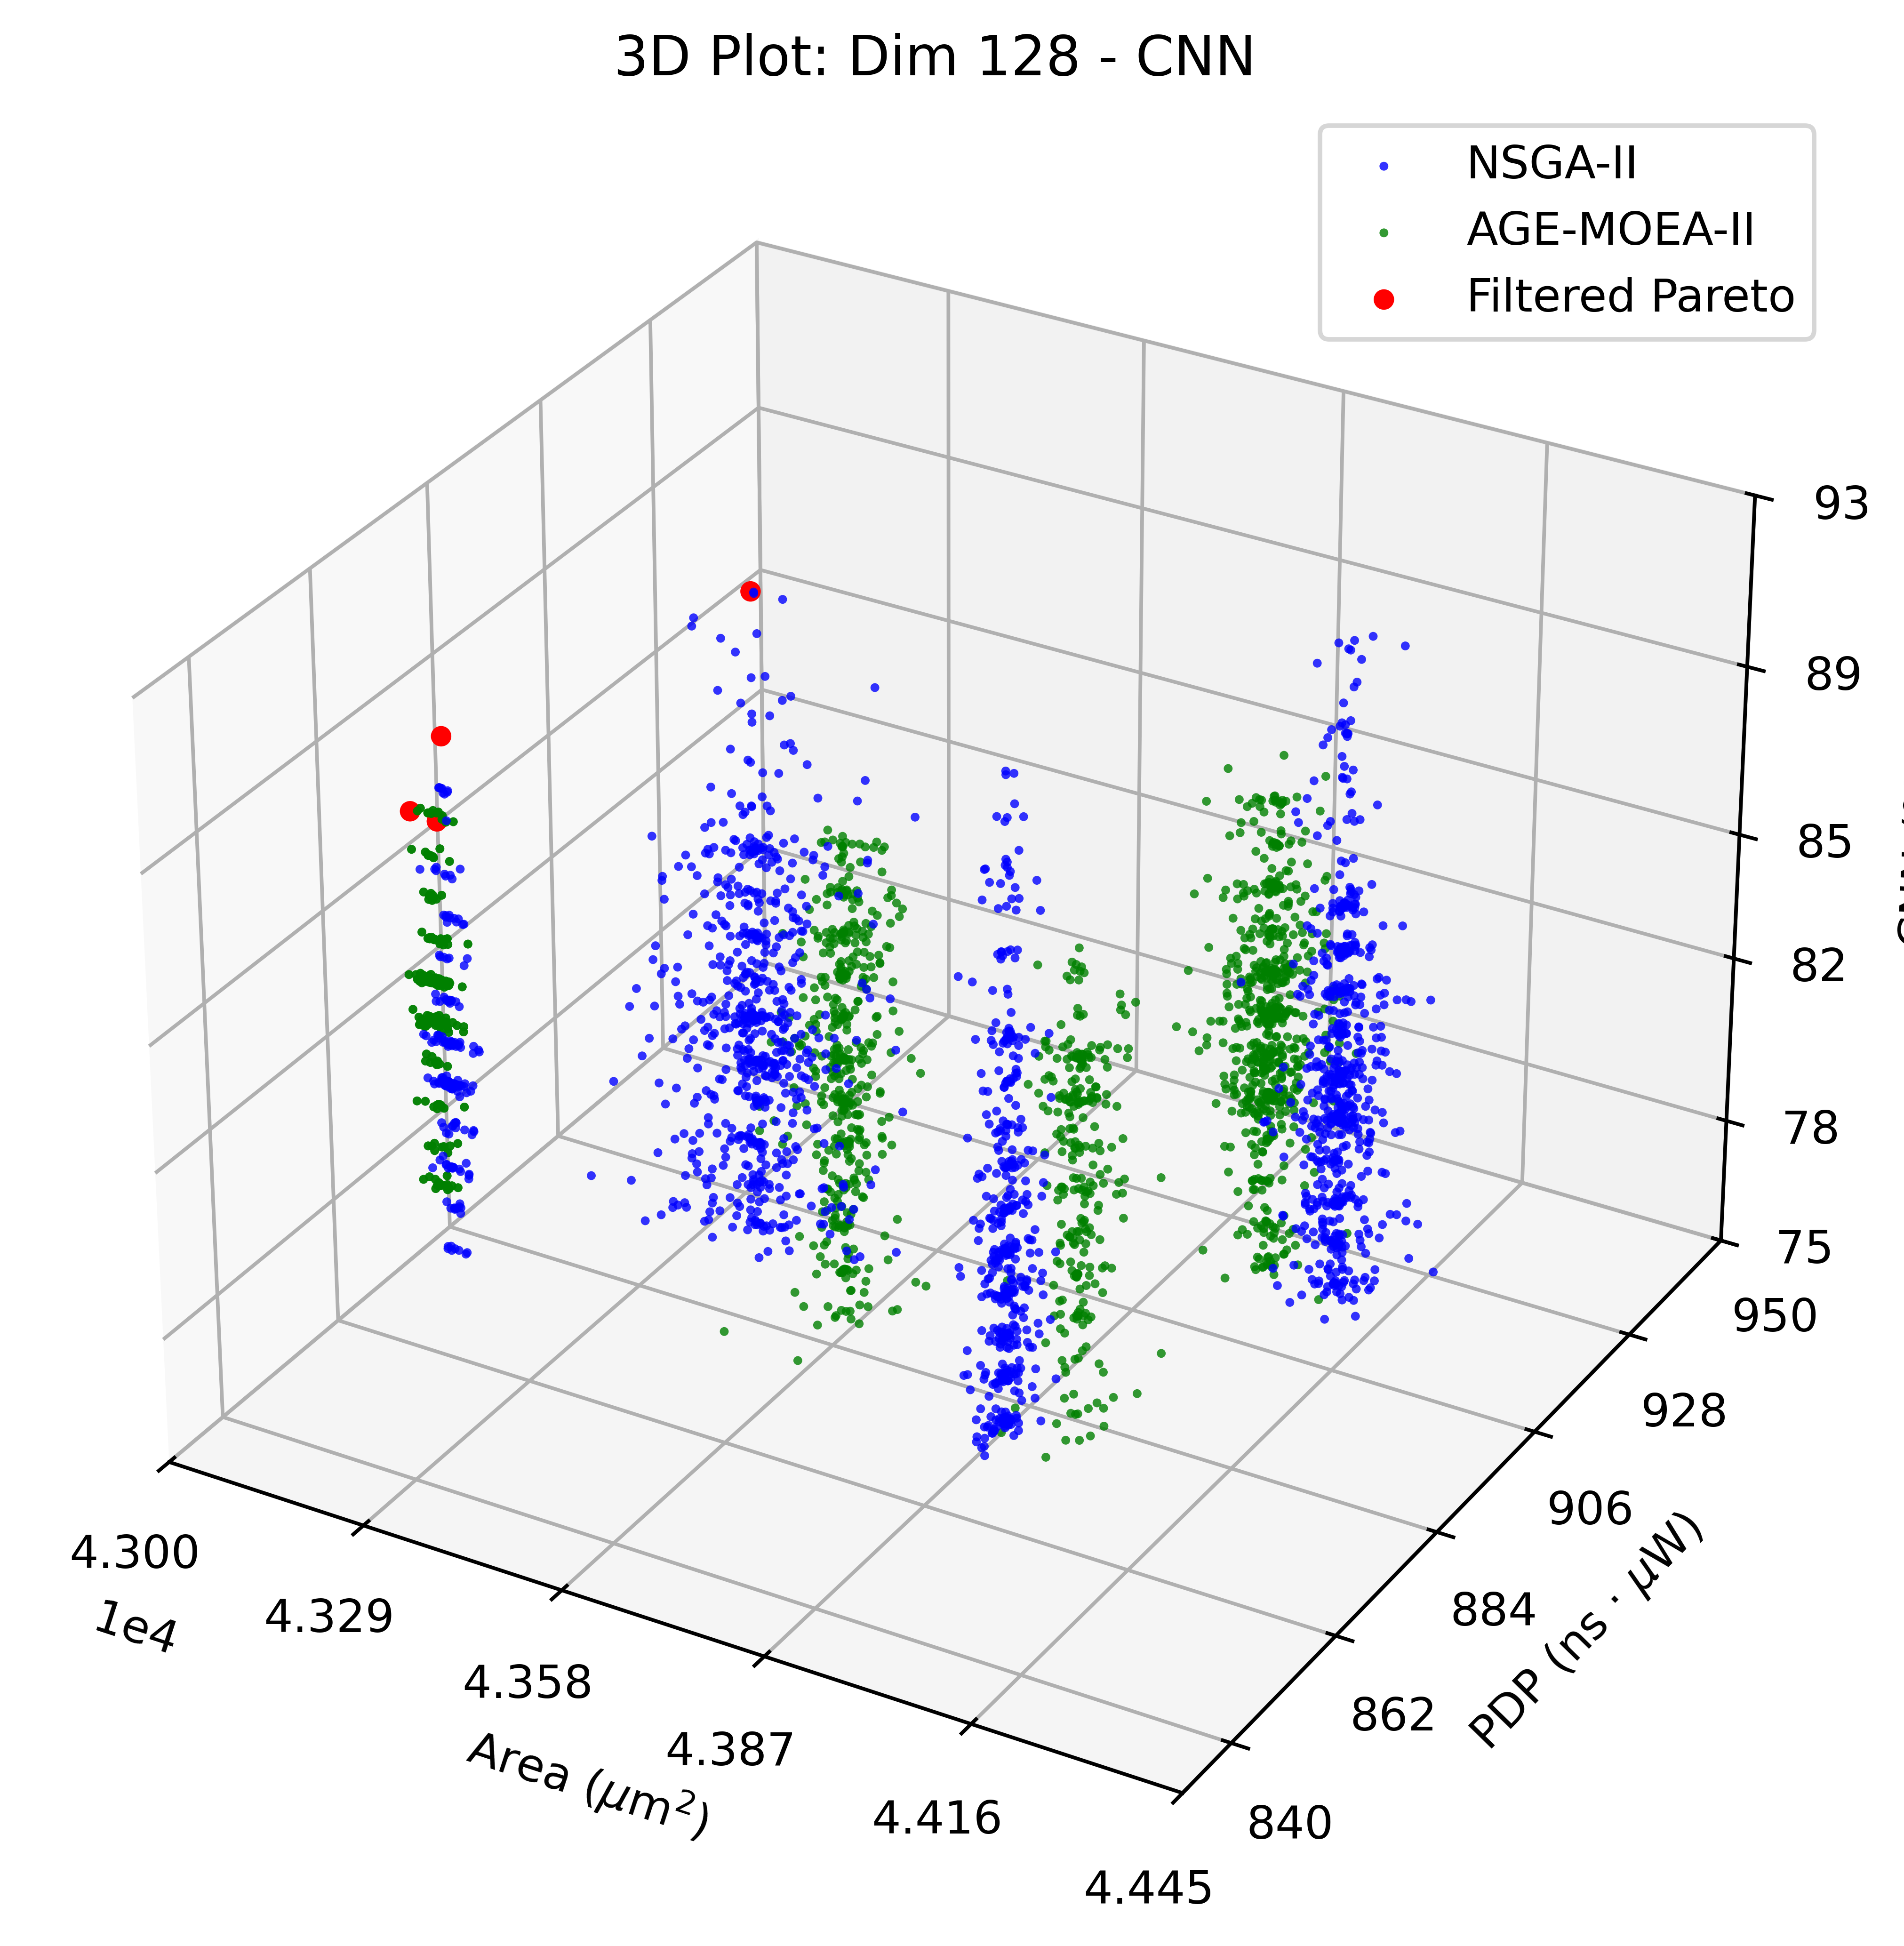 3D Plot: Dim 128 - CNN
NSGA-II
AGE-MOEA-II
Filtered Pareto
93
89
85
82
78
75
950
928
906
884
862
840
PDP (ns · μW)
4.300
4.329
4.358
4.387
4.416
4.445
1e4
Area (μm²)